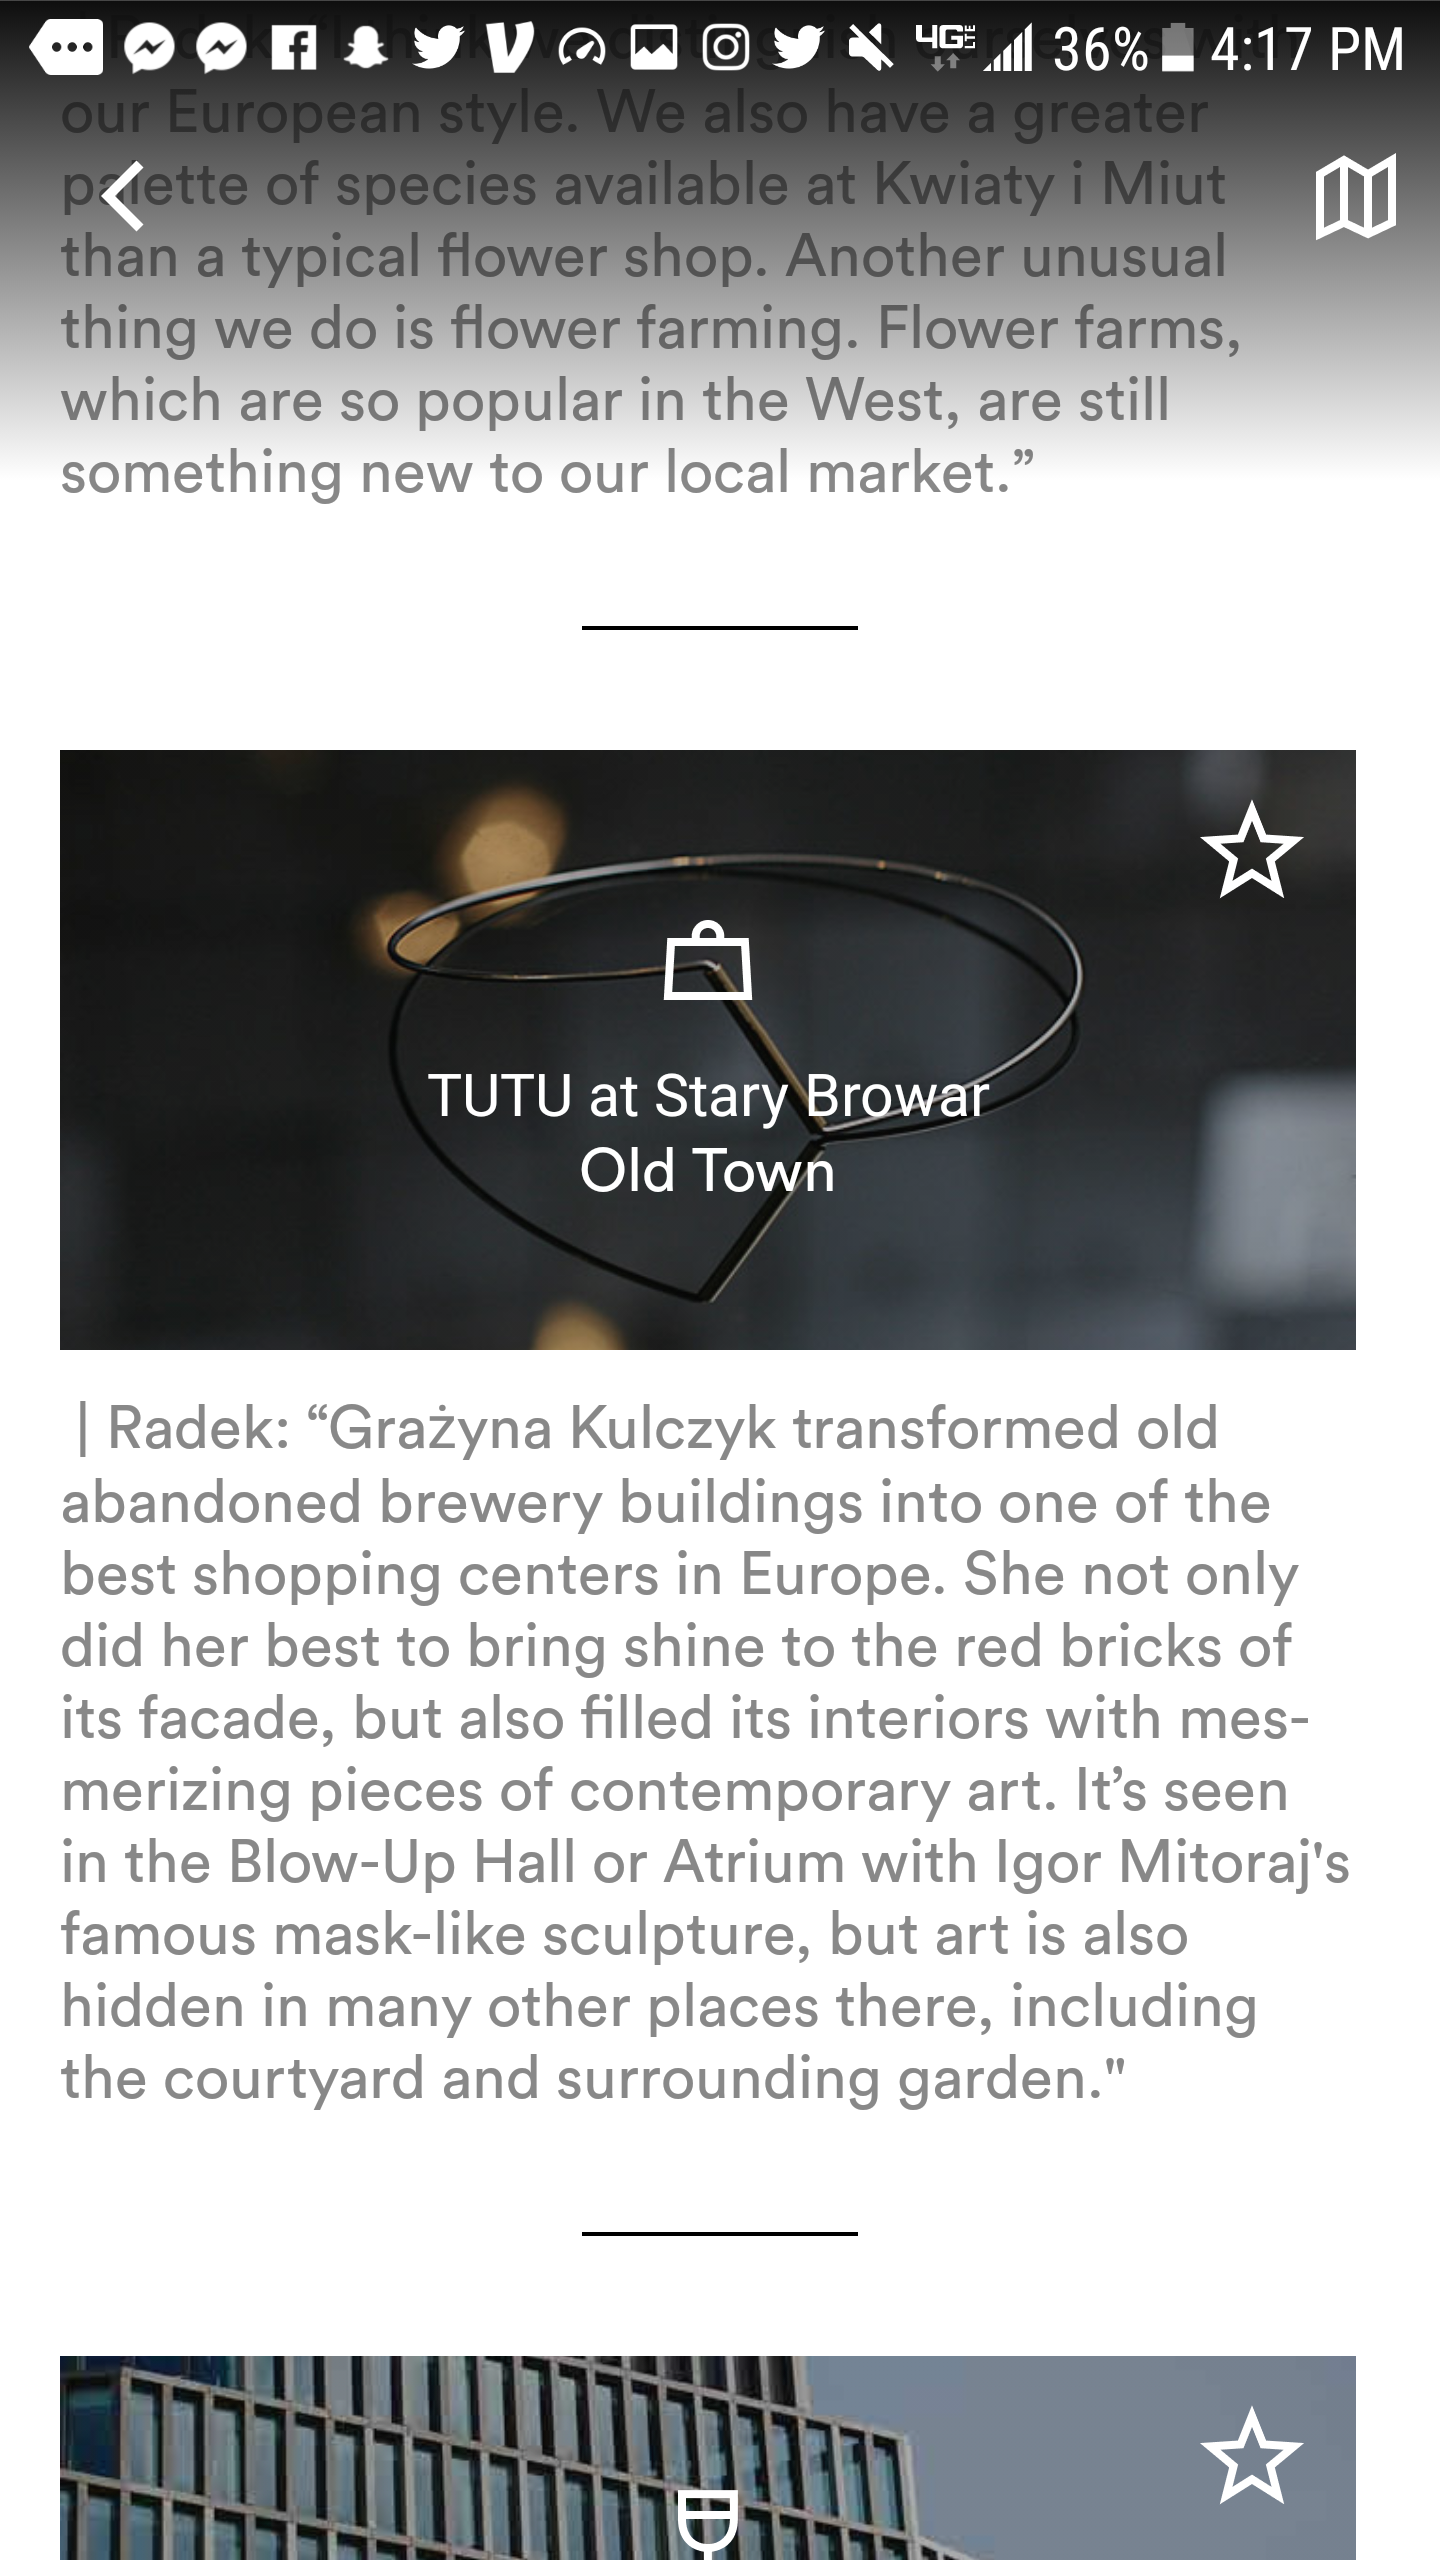 4G LTE 36% 4:17 PM
our European style. We also have a greater
palette of species available at Kwiaty i Miut
than a typical flower shop. Another unusual
thing we do is flower farming. Flower farms,
which are so popular in the West, are still
something new to our local market.”
TUTU at Stary Browar
Old Town
| Radek: “Grażyna Kulczyk transformed old
abandoned brewery buildings into one of the
best shopping centers in Europe. She not only
did her best to bring shine to the red bricks of
its facade, but also filled its interiors with mes-
merizing pieces of contemporary art. It’s seen
in the Blow-Up Hall or Atrium with Igor Mitoraj's
famous mask-like sculpture, but art is also
hidden in many other places there, including
the courtyard and surrounding garden."